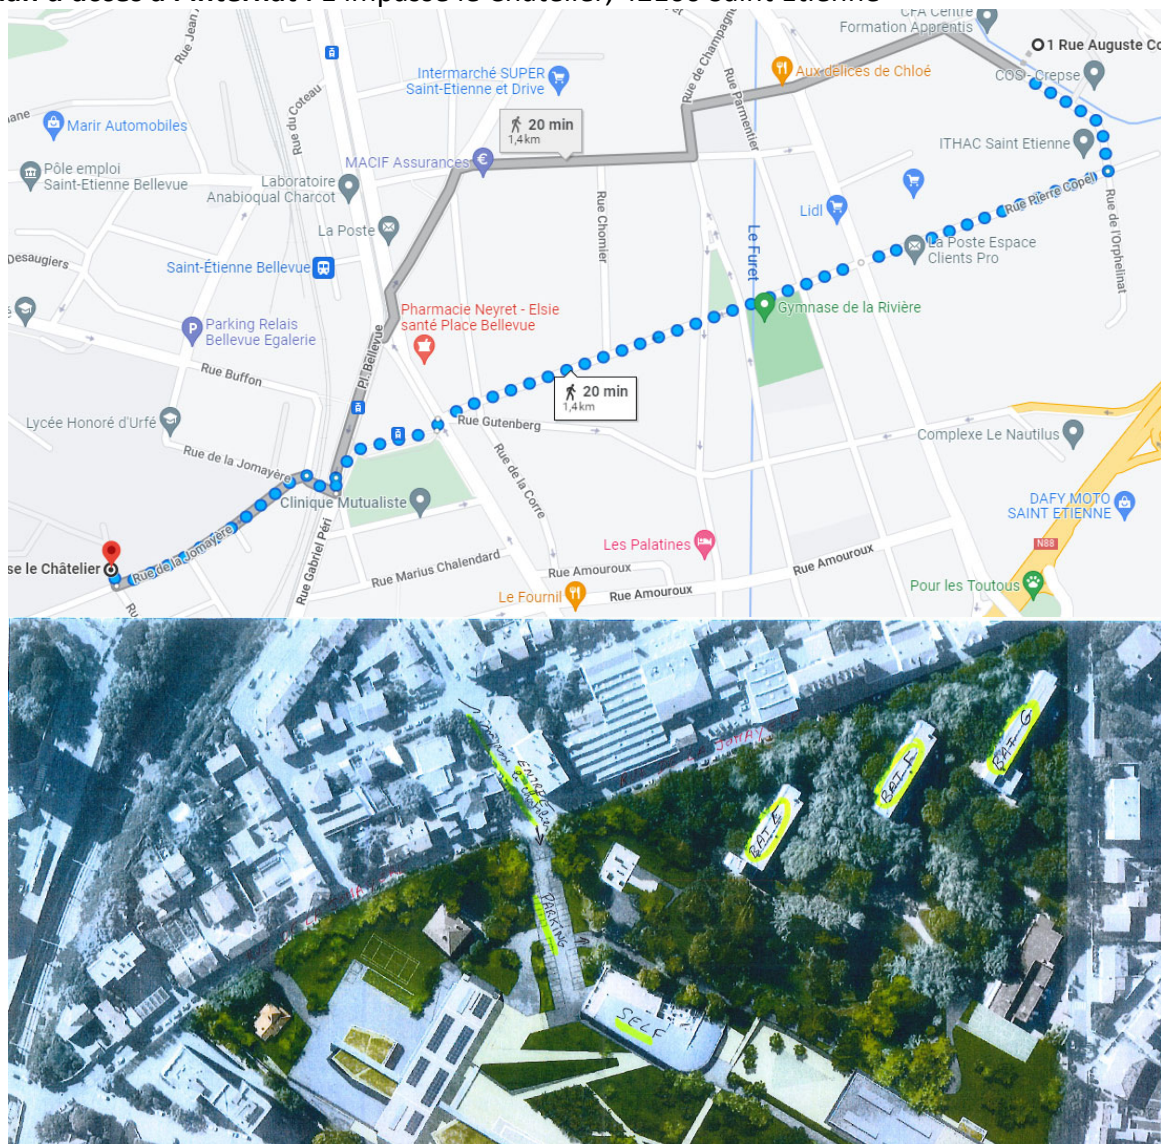 d'accès à l'internat : 2 impasse le Châtelier, 42100 Saint-Etienne
CFA Centre
Formation Apprentis
1 Rue Auguste Co
COS - Crepse
Rue Jean
Rue de Champagn
Intermarché SUPER
Saint-Etienne et Drive
Aux délices de Chloé
Rue Parmentier
Rue du Coteau
Marir Automobiles
20 min
1,4 km
ITHAC Saint Etienne
MACIF Assurances
Pôle emploi
Saint-Etienne Bellevue
Laboratoire
Anabioqual Charcot
Rue Pierre Copel
Rue Chomier
Lidl
Rue de l'Orphelinat
La Poste
Le Furet
La Poste Espace
Clients Pro
Desaugiers
Saint-Étienne Bellevue
Pharmacie Neyret - Elsie
santé Place Bellevue
Gymnase de la Rivière
Parking Relais
Bellevue Egalerie
Pl. Bellevue
Rue Buffon
20 min
1,4 km
Lycée Honoré d'Urfé
Rue Gutenberg
Complexe Le Nautilus
Rue de la Jomayère
Rue de la Corre
Clinique Mutualiste
DAFY MOTO
SAINT ETIENNE
Rue Gabriel Péri
Les Palatines
N88
se le Châtelier
Rue de la Jomayère
Rue Marius Chalendard
Rue Amouroux
Rue Amouroux
Pour les Toutous
Le Fournil
Rue Amouroux
Ru
BAT G
BAT F
ENTRÉE
BAT E
PARKING
SELF